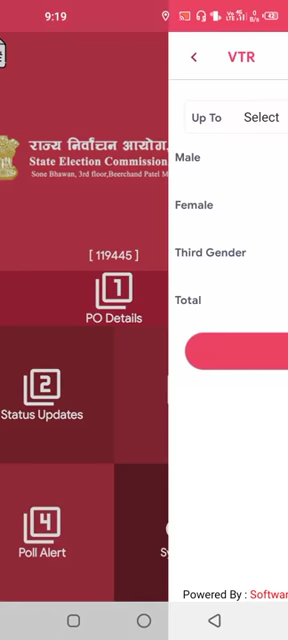 9:19
VTR
राज्य निर्वाचन आयोग,
State Election Commission
Sone Bhawan, 3rd floor,Beerchand Patel M
[ 119445 ]
1
PO Details
2
Status Updates
4
Poll Alert
Up To
Select
Male
Female
Third Gender
Total
Powered By : Softwar